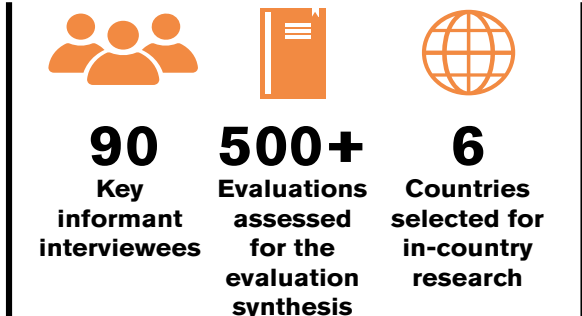 90
Key
informant
interviewees
500+
Evaluations
assessed
for the
evaluation
synthesis
6
Countries
selected for
in-country
research